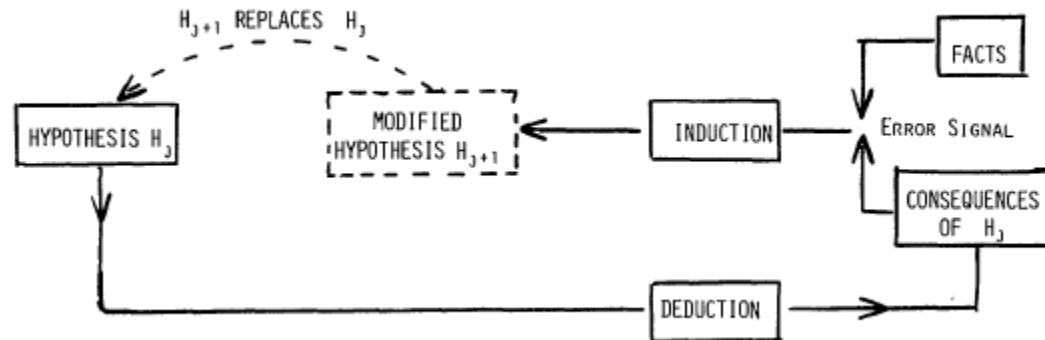 H_{J+1} REPLACES H_J
FACTS
HYPOTHESIS H_J
MODIFIED
HYPOTHESIS H_{J+1}
INDUCTION
ERROR SIGNAL
CONSEQUENCES
OF H_J
DEDUCTION